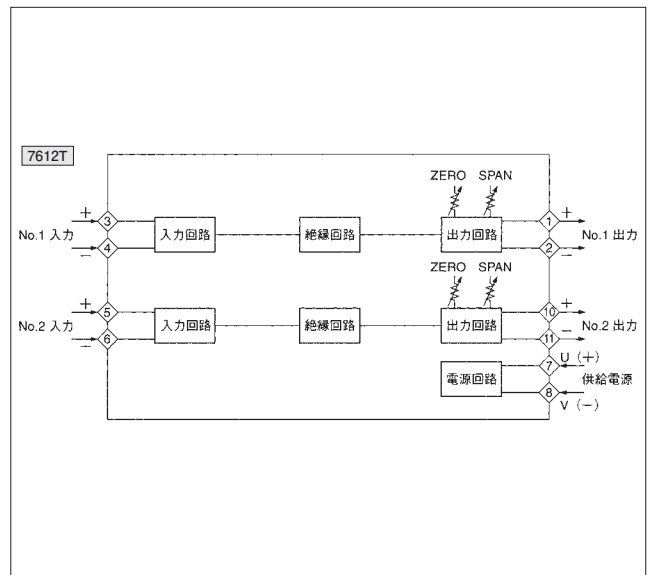 7612T
ZERO SPAN
+ 3 入力回路 絶縁回路 出力回路 1 +
No.1 入力 No.1 出力
− 4 2 −
ZERO SPAN
+ 5 入力回路 絶縁回路 出力回路 10 +
No.2 入力 No.2 出力
− 6 11 −
電源回路 7 U (+)
供給電源
8 V (−)